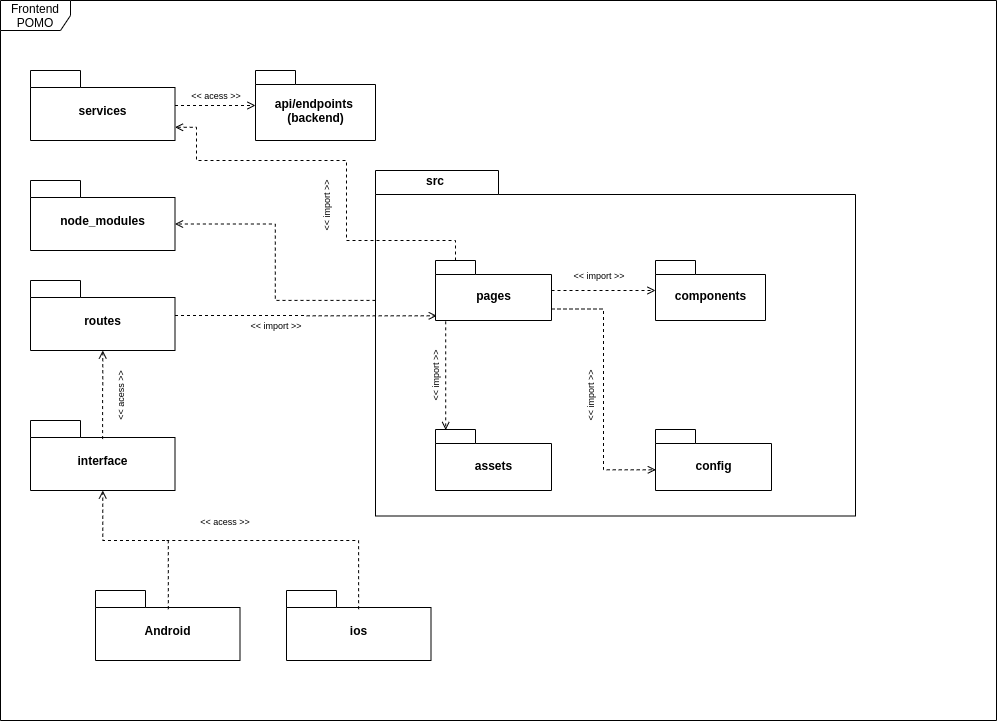 Frontend
POMO
services
<< acess >>
api/endpoints
(backend)
src
<< import >>
node_modules
pages
<< import >>
components
routes
<< import >>
<< import >>
<< import >>
<< acess >>
interface
assets
config
<< acess >>
Android
ios